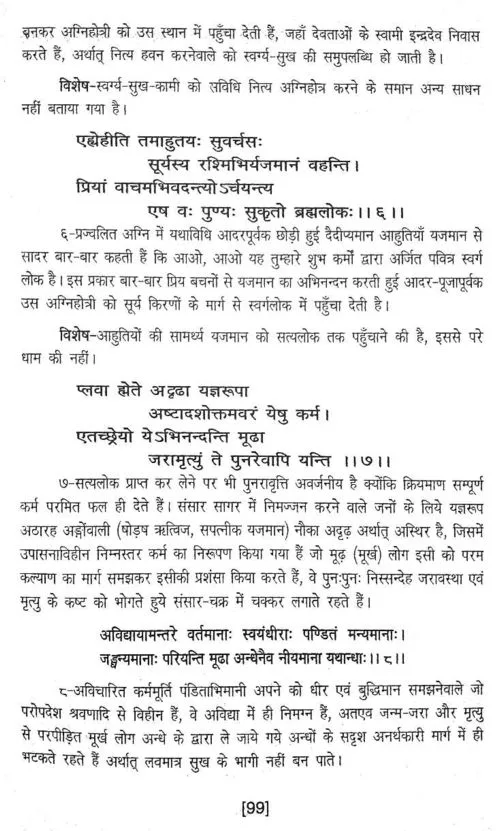 बनकर अग्निहोत्री को उस स्थान में पहुँचा देती हैं, जहाँ देवताओं के स्वामी इन्द्रदेव निवास
करते हैं, अर्थात् नित्य हवन करनेवाले को स्वर्ग्य-सुख की समुपलब्धि हो जाती है।
विशेष-स्वर्ग्य-सुख-कामी को सविधि नित्य अग्निहोत्र करने के समान अन्य साधन
नहीं बताया गया है।
एह्येहीति तमाहुतयः सुवर्चसः
सूर्यस्य रश्मिभिर्यजमानं वहन्ति।
प्रियां वाचमभिवदन्त्योऽर्चयन्त्य
एष वः पुण्यः सुकृतो ब्रह्मलोकः।।६।।
६-प्रज्वलित अग्नि में यथाविधि आदरपूर्वक छोड़ी हुई दैदीप्यमान आहुतियाँ यजमान से
सादर बार-बार कहती हैं कि आओ, आओ यह तुम्हारे शुभ कर्मों द्वारा अर्जित पवित्र स्वर्ग
लोक है। इस प्रकार बार-बार प्रिय बचनों से यजमान का अभिनन्दन करती हुई आदर-पूजापूर्वक
उस अग्निहोत्री को सूर्य किरणों के मार्ग से स्वर्गलोक में पहुँचा देती है।
विशेष-आहुतियों की सामर्थ्य यजमान को सत्यलोक तक पहुँचाने की है, इससे परे
धाम की नहीं।
प्लवा ह्येते अदृढा यज्ञरूपा
अष्टादशोक्तमवरं येषु कर्म।
एतच्छ्रेयो येऽभिनन्दन्ति मूढा
जरामृत्युं ते पुनरेवापि यन्ति ।।७।।
७-सत्यलोक प्राप्त कर लेने पर भी पुनरावृत्ति अवर्जनीय है क्योंकि क्रियमाण सम्पूर्ण
कर्म परमित फल ही देते हैं। संसार सागर में निमज्जन करने वाले जनों के लिये यज्ञरूप
अठारह अङ्गोंवाली (षोड़ष ऋत्विज, सपत्नीक यजमान) नौका अदृढ़ अर्थात् अस्थिर है, जिसमें
उपासनाविहीन निम्नस्तर कर्म का निरूपण किया गया हैं जो मूढ़ (मूर्ख) लोग इसी को परम
कल्याण का मार्ग समझकर इसीकी प्रशंसा किया करते हैं, वे पुनःपुनः निस्सन्देह जरावस्था एवं
मृत्यु के कष्ट को भोगते हुये संसार-चक्र में चक्कर लगाते रहते हैं।
अविद्यायामन्तरे वर्तमानाः स्वयंधीराः पण्डितं मन्यमानाः।
जङ्घन्यमानाः परियन्ति मूढा अन्धेनैव नीयमाना यथान्धाः।।८।।
८-अविचारित कर्ममूर्ति पंडिताभिमानी अपने को धीर एवं बुद्धिमान समझनेवाले जो
परोपदेश श्रवणादि से विहीन हैं, वे अविद्या में ही निमग्न हैं, अतएव जन्म-जरा और मृत्यु
से परपीड़ित मूर्ख लोग अन्धे के द्वारा ले जाये गये अन्धों के सदृश अनर्थकारी मार्ग में ही
भटकते रहते हैं अर्थात् लवमात्र सुख के भागी नहीं बन पाते।
[99]